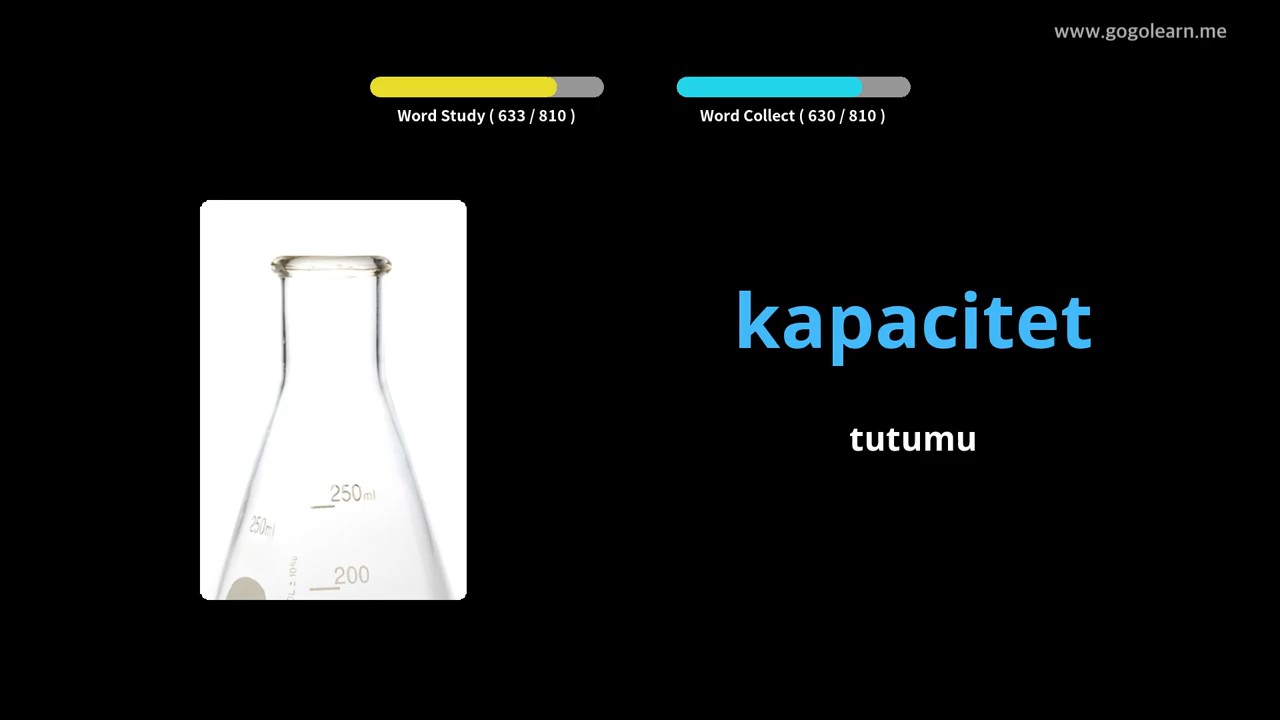 www.gogolearn.me
Word Study ( 633 / 810 )
Word Collect ( 630 / 810 )
kapacitet
tutumu
250ml
250ml
200